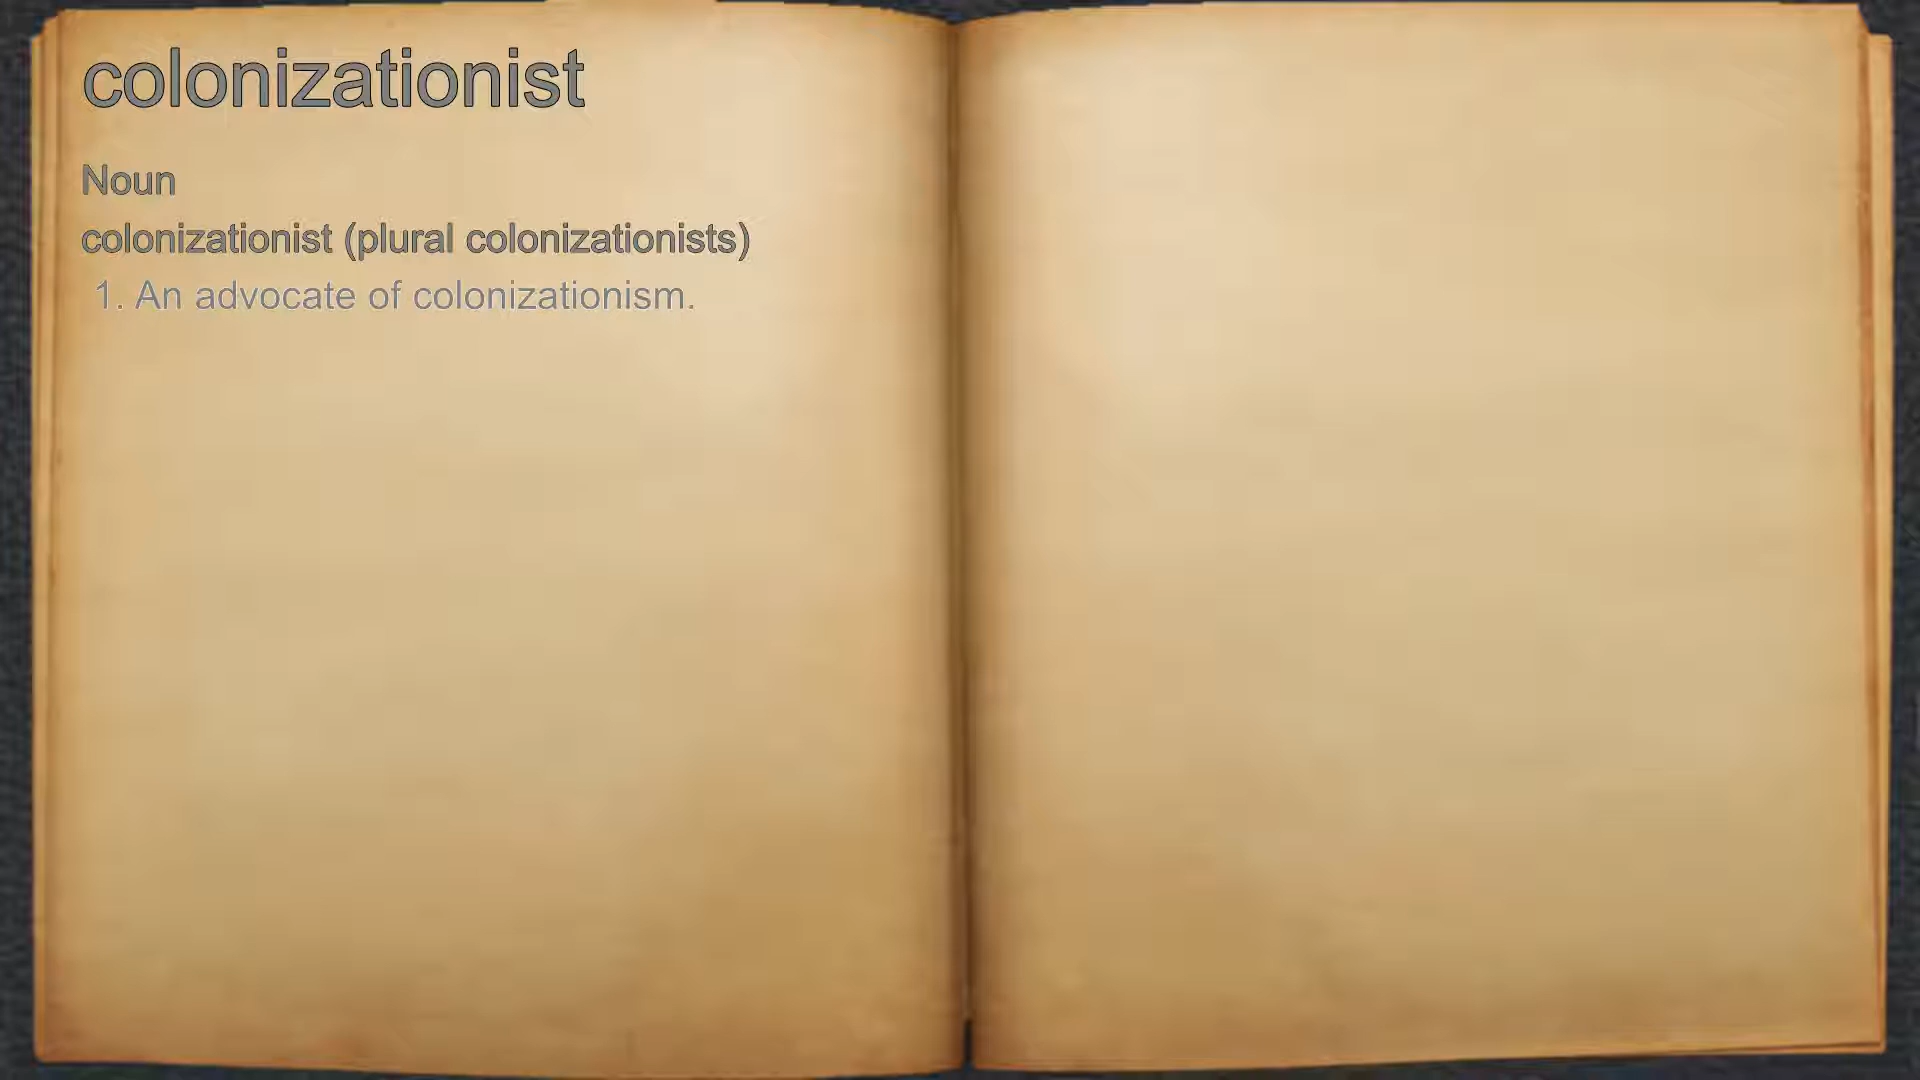 colonizationist
Noun
colonizationist (plural colonizationists)
1. An advocate of colonizationism.